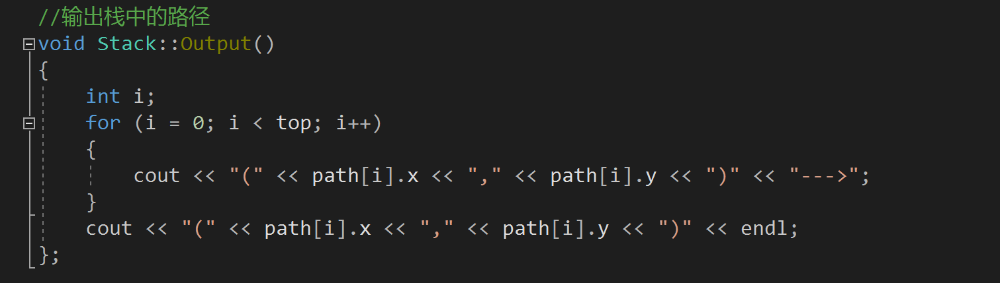 //输出栈中的路径
void Stack::Output()
{
    int i;
    for (i = 0; i < top; i++)
    {
        cout << "(" << path[i].x << "," << path[i].y << ")" << "--->";
    }
    cout << "(" << path[i].x << "," << path[i].y << ")" << endl;
};